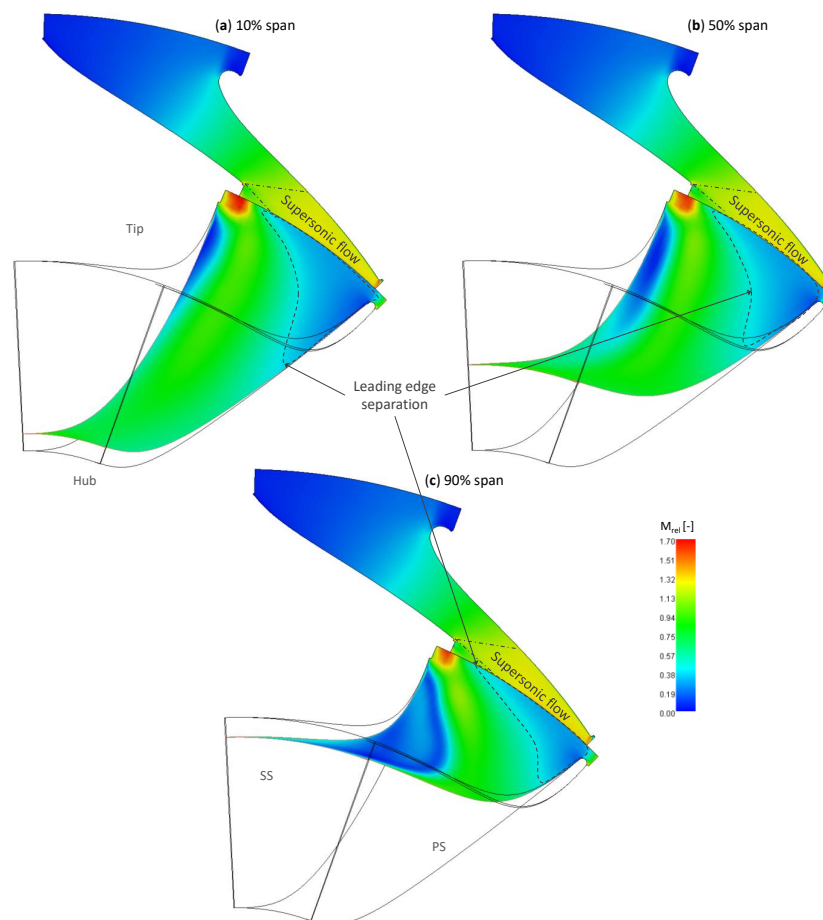 (a) 10% span
(b) 50% span
Supersonic flow
Supersonic flow
Tip
Leading edge
separation
Hub
(c) 90% span
Mrel [-]
1.70
1.51
1.32
1.13
0.94
0.75
0.57
0.38
0.19
0.00
Supersonic flow
SS
PS